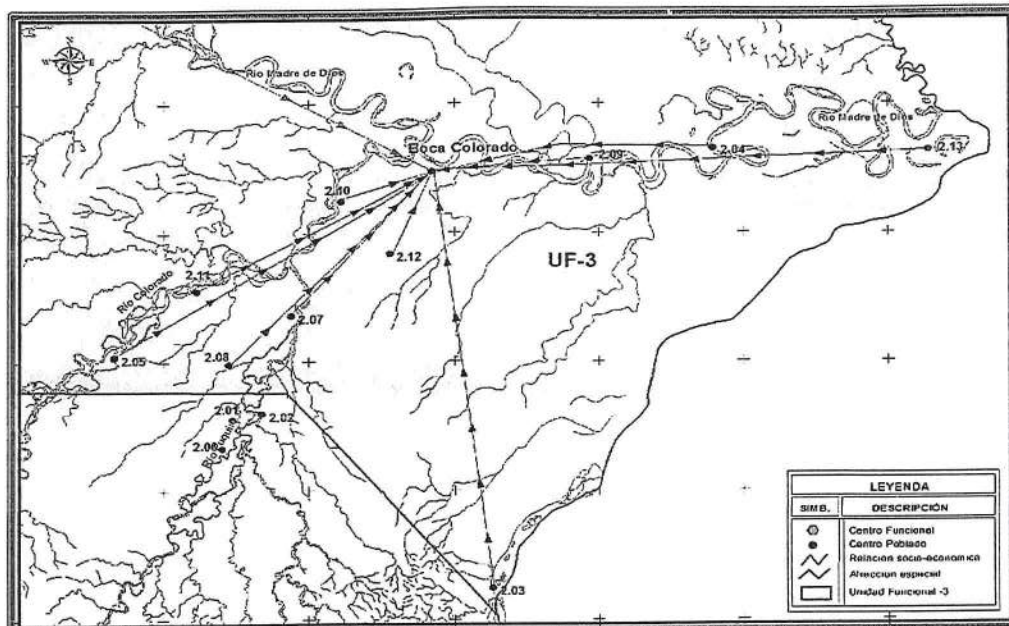 N
E
S
Río Madre de Dios
Río Madre de Dios
Boca Colorado
2.04
2.13
2.09
2.10
2.12
UF-3
2.11
Río Colorado
2.07
2.05
2.08
2.01
2.02
2.03
LEYENDA
SIMB. DESCRIPCIÓN
Centro Funcional
Centro Poblado
Relación socio-económica
Unidad Funcional -3